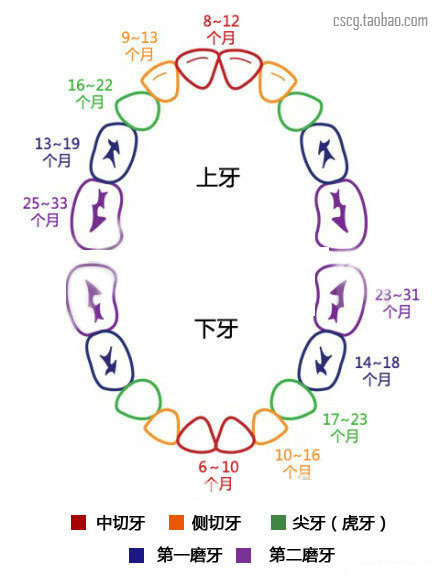 cscg.taobao.com
8~12
个月
9~13
个月
16~22
个月
13~19
个月
25~33
个月
上牙
下牙
23~31
个月
14~18
个月
17~23
个月
10~16
个月
6~10
个月
中切牙
侧切牙
尖牙（虎牙）
第一磨牙
第二磨牙